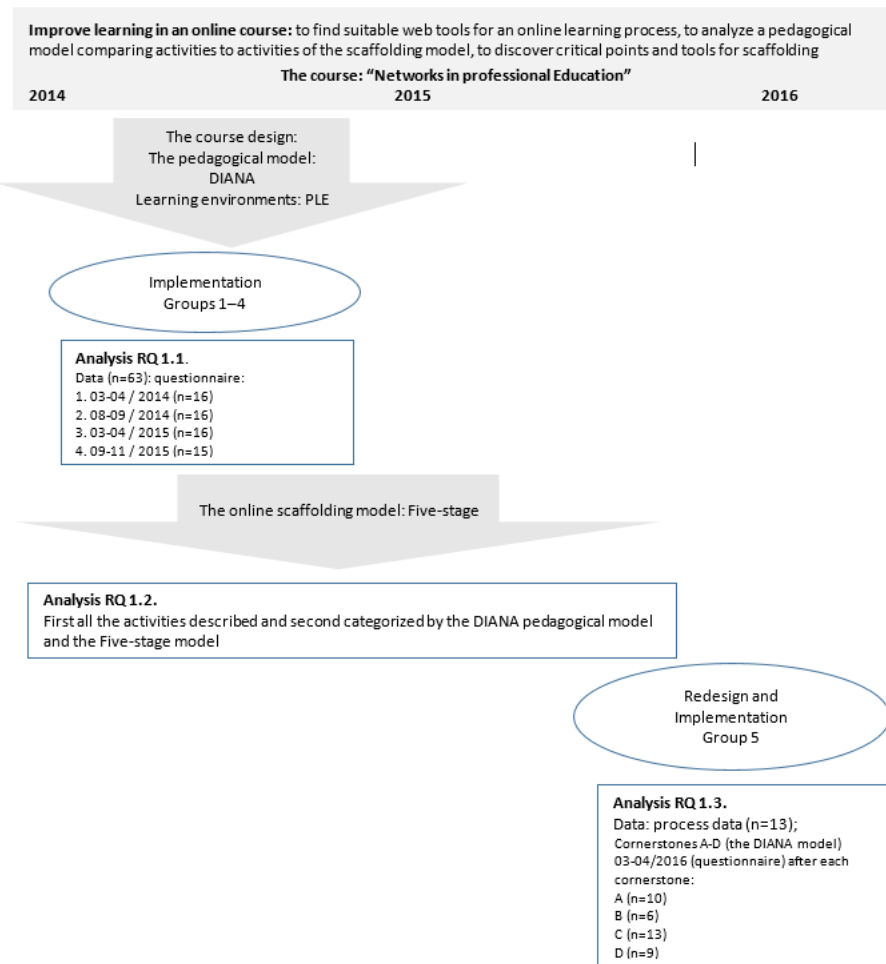 Improve learning in an online course: to find suitable web tools for an online learning process, to analyze a pedagogical
model comparing activities to activities of the scaffolding model, to discover critical points and tools for scaffolding
The course: “Networks in professional Education”
2014 2015 2016
The course design:
The pedagogical model:
DIANA
Learning environments: PLE
Implementation
Groups 1–4
Analysis RQ 1.1.
Data (n=63): questionnaire:
1. 03-04 / 2014 (n=16)
2. 08-09 / 2014 (n=16)
3. 03-04 / 2015 (n=16)
4. 09-11 / 2015 (n=15)
The online scaffolding model: Five-stage
Analysis RQ 1.2.
First all the activities described and second categorized by the DIANA pedagogical model
and the Five-stage model
Redesign and
Implementation
Group 5
Analysis RQ 1.3.
Data: process data (n=13);
Cornerstones A-D (the DIANA model)
03-04/2016 (questionnaire) after each
cornerstone:
A (n=10)
B (n=6)
C (n=13)
D (n=9)